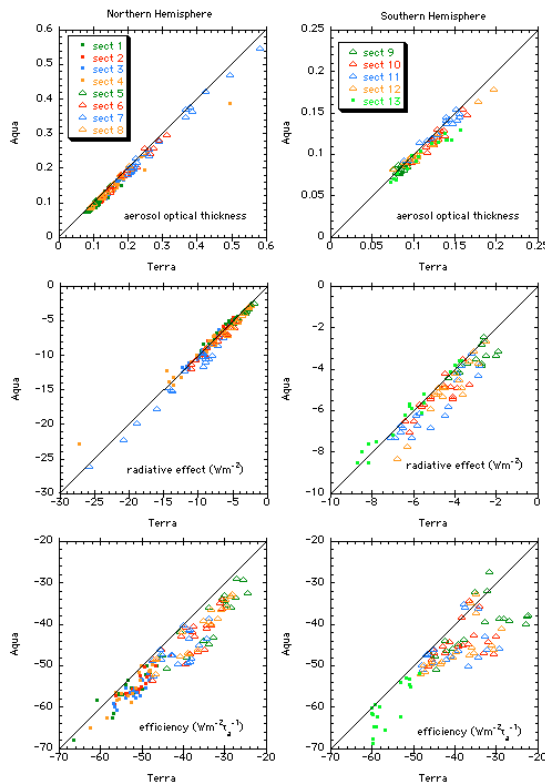 Northern Hemisphere
Southern Hemisphere
0.6
0.5
0.4
0.3
0.2
0.1
0
Aqua
sect 1
sect 2
sect 3
sect 4
sect 5
sect 6
sect 7
sect 8
aerosol optical thickness
0 0.1 0.2 0.3 0.4 0.5 0.6
Terra
0.25
0.2
0.15
0.1
0.05
0
Aqua
sect 9
sect 10
sect 11
sect 12
sect 13
aerosol optical thickness
0 0.05 0.1 0.15 0.2 0.25
Terra
0
-5
-10
-15
-20
-25
-30
Aqua
radiative effect (Wm⁻²)
-30 -25 -20 -15 -10 -5 0
Terra
0
-2
-4
-6
-8
-10
Aqua
radiative effect (Wm⁻²)
-10 -8 -6 -4 -2 0
Terra
-20
-30
-40
-50
-60
-70
Aqua
efficiency (Wm⁻²τₐ⁻¹)
-70 -60 -50 -40 -30 -20
Terra
-20
-30
-40
-50
-60
-70
Aqua
efficiency (Wm⁻²τₐ⁻¹)
-70 -60 -50 -40 -30 -20
Terra